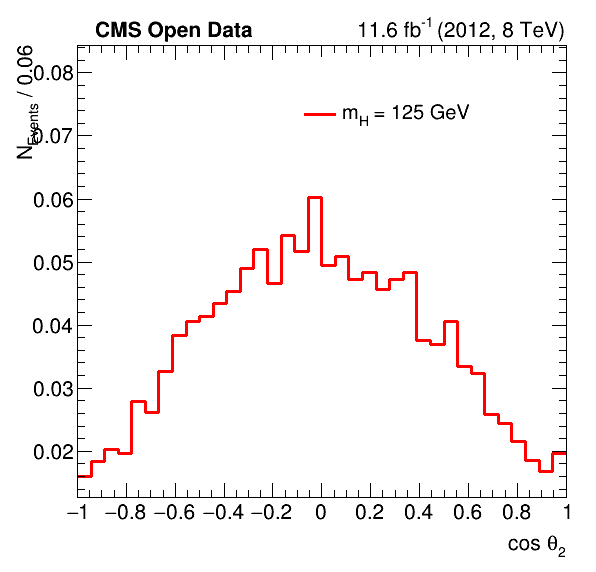 CMS Open Data 11.6 fb-1 (2012, 8 TeV)
NEvents / 0.06
mH = 125 GeV
0.08
0.07
0.06
0.05
0.04
0.03
0.02
−1 −0.8 −0.6 −0.4 −0.2 0 0.2 0.4 0.6 0.8 1
cos θ2